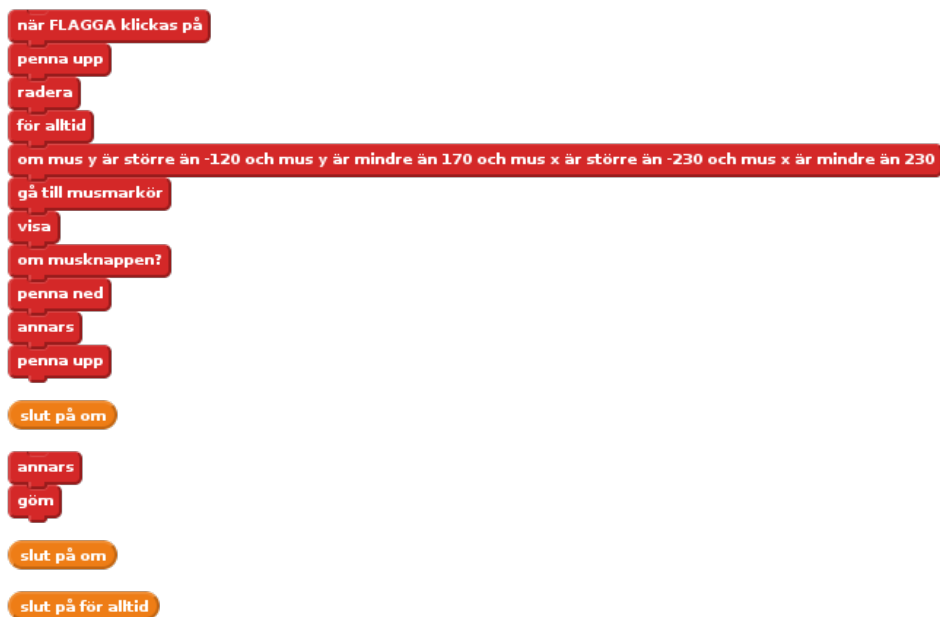 när FLAGGA klickas på
penna upp
radera
för alltid
om mus y är större än -120 och mus y är mindre än 170 och mus x är större än -230 och mus x är mindre än 230
gå till musmarkör
visa
om musknappen?
penna ned
annars
penna upp
slut på om
annars
göm
slut på om
slut på för alltid